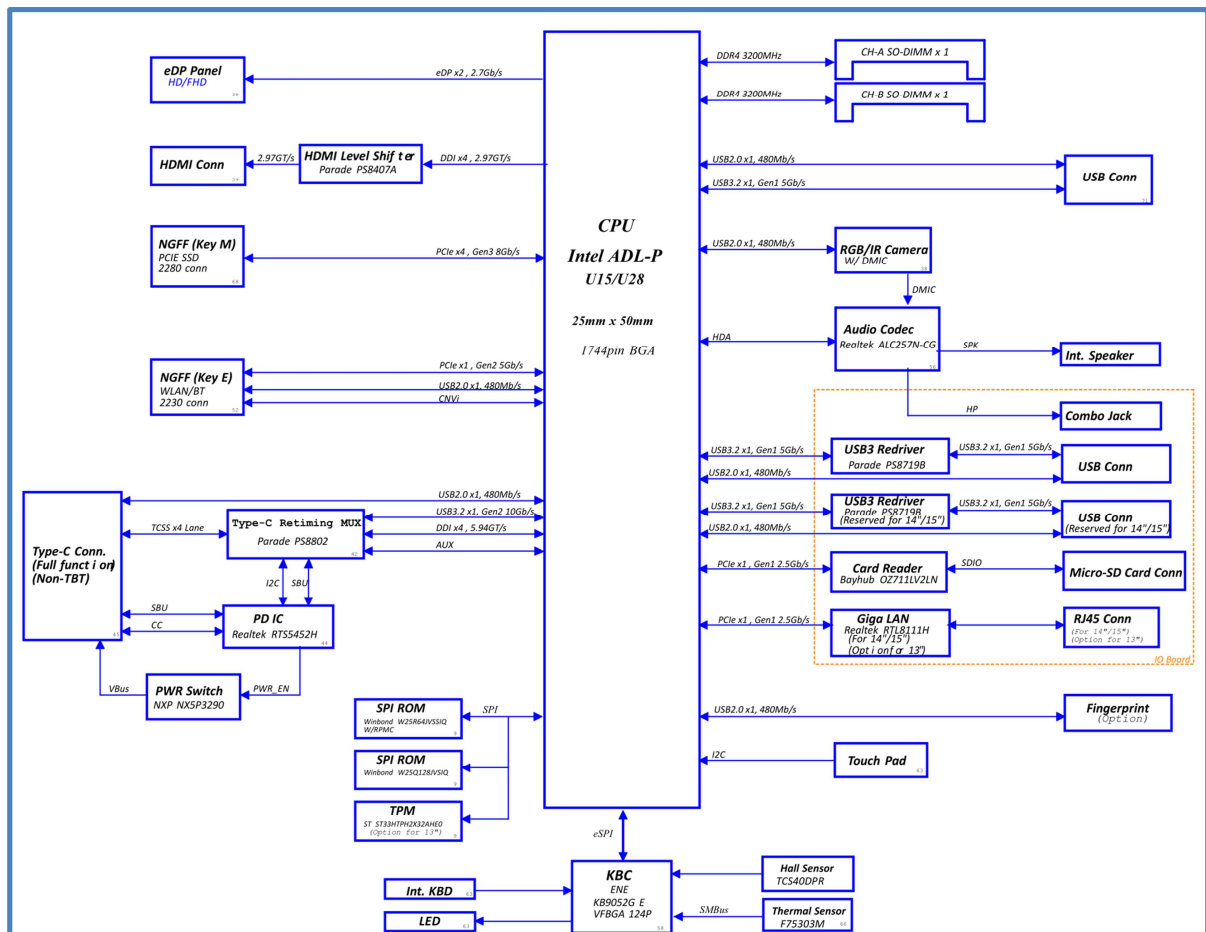 eDP Panel
HD/FHD
eDP x2 , 2.7Gb/s
HDMI Conn
2.97GT/s
HDMI Level Shif t er
Parade PS8407A
DDI x4 , 2.97GT/s
NGFF (Key M)
PCIE SSD
2280 conn
PCIe x4 , Gen3 8Gb/s
NGFF (Key E)
WLAN/BT
2230 conn
52
PCIe x1 , Gen2 5Gb/s
USB2.0 x1, 480Mb/s
CNVi
Type-C Conn.
(Full funct i on)
(Non-TBT)
USB2.0 x1, 480Mb/s
TCSS x4 Lane
Type-C Retiming MUX
Parade PS8802
42
USB3.2 x1, Gen2 10Gb/s
DDI x4 , 5.94GT/s
AUX
I2C
SBU
SBU
CC
PD IC
Realtek RTS5452H
44
VBus
PWR Switch
NXP NX5P3290
PWR_EN
SPI ROM
Winbond W25R64JVSSIQ
W/RPMC
SPI
SPI ROM
Winbond W25Q128JVSIQ
TPM
ST ST33HTPH2X32AHE0
(Option for 13")
CPU
Intel ADL-P
U15/U28
25mm x 50mm
1744pin BGA
DDR4 3200MHz
CH-A SO-DIMM x 1
DDR4 3200MHz
CH-B SO-DIMM x 1
USB2.0 x1, 480Mb/s
USB3.2 x1, Gen1 5Gb/s
USB Conn
USB2.0 x1, 480Mb/s
RGB/IR Camera
W/ DMIC
DMIC
HDA
Audio Codec
Realtek ALC257N-CG
SPK
Int. Speaker
HP
Combo Jack
USB3.2 x1, Gen1 5Gb/s
USB3 Redriver
Parade PS8719B
USB3.2 x1, Gen1 5Gb/s
USB Conn
USB2.0 x1, 480Mb/s
USB3.2 x1, Gen1 5Gb/s
USB3 Redriver
Parade PS8719B
(Reserved for 14"/15")
USB3.2 x1, Gen1 5Gb/s
USB Conn
(Reserved for 14"/15")
USB2.0 x1, 480Mb/s
PCIe x1 , Gen1 2.5Gb/s
Card Reader
Bayhub OZ711LV2LN
SDIO
Micro-SD Card Conn
PCIe x1 , Gen1 2.5Gb/s
Giga LAN
Realtek RTL8111H
(For 14"/15")
(Opt i on f or 13")
RJ45 Conn
(For 14"/15")
(Option for 13")
IO Board
USB2.0 x1, 480Mb/s
Fingerprint
(Option)
I2C
Touch Pad
63
eSPI
KBC
ENE
KB9052G E
VFBGA 124P
58
Int. KBD
LED
Hall Sensor
TCS40DPR
SMBus
Thermal Sensor
F75303M